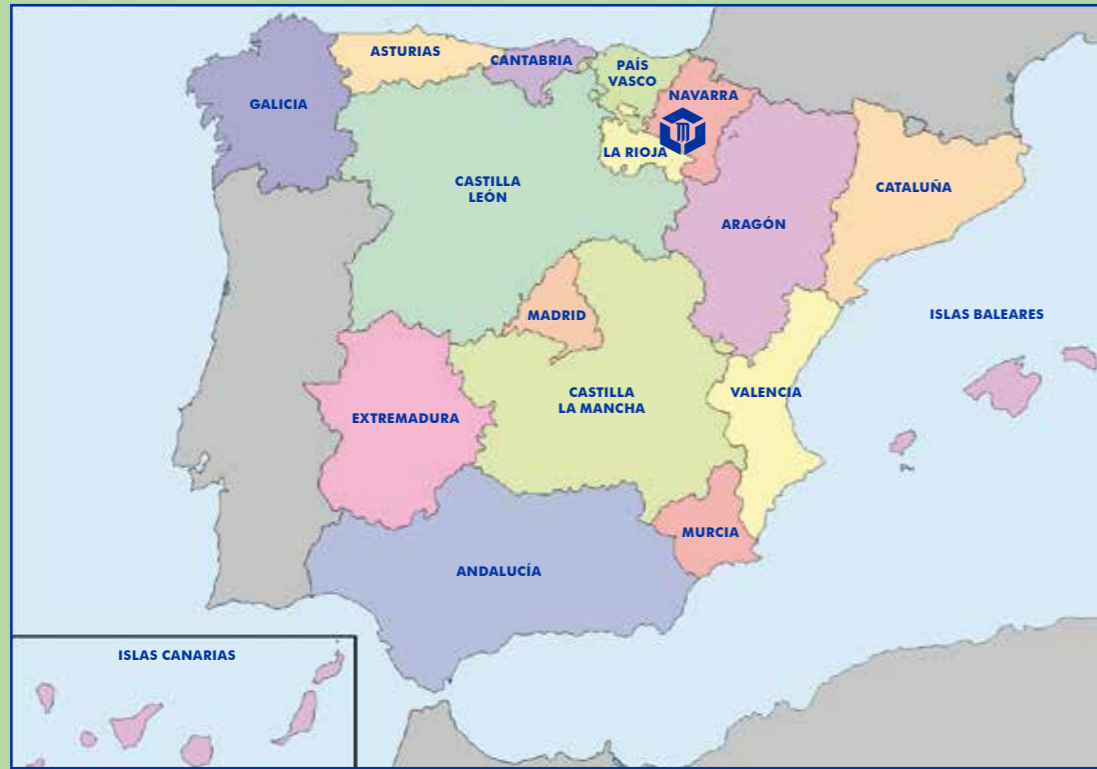 ASTURIAS
CANTABRIA
PAÍS
VASCO
NAVARRA
GALICIA
LA RIOJA
CASTILLA
LEÓN
CATALUÑA
ARAGÓN
MADRID
ISLAS BALEARES
CASTILLA
LA MANCHA
VALENCIA
EXTREMADURA
MURCIA
ANDALUCÍA
ISLAS CANARIAS